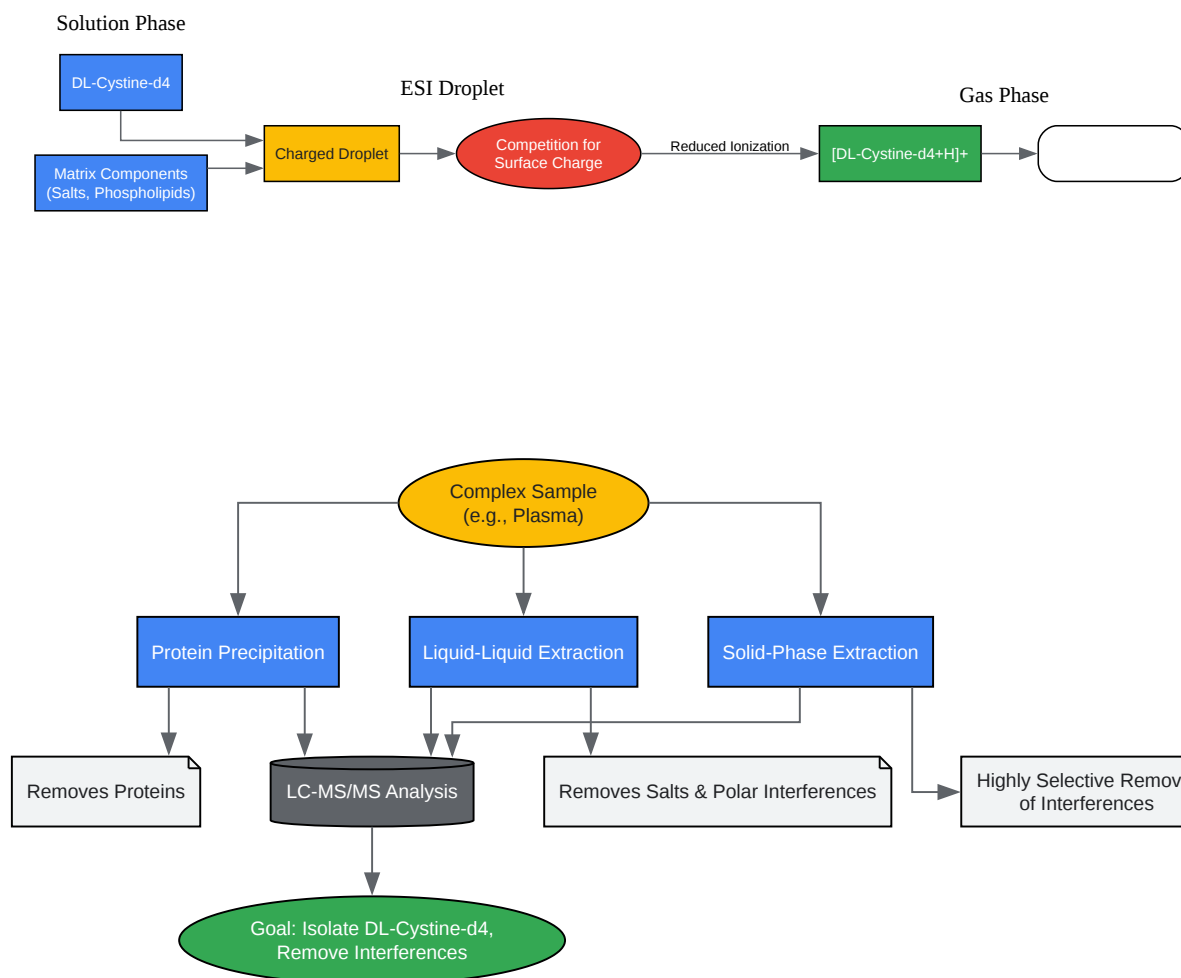 Solution Phase
DL-Cystine-d4
ESI Droplet
Gas Phase
Charged Droplet
Competition for
Surface Charge
Reduced Ionization
[DL-Cystine-d4+H]+
Matrix Components
(Salts, Phospholipids)
Complex Sample
(e.g., Plasma)
Protein Precipitation
Liquid-Liquid Extraction
Solid-Phase Extraction
Removes Proteins
LC-MS/MS Analysis
Removes Salts & Polar Interferences
Highly Selective
of Interferences
Goal: Isolate DL-Cystine-d4,
Remove Interferences